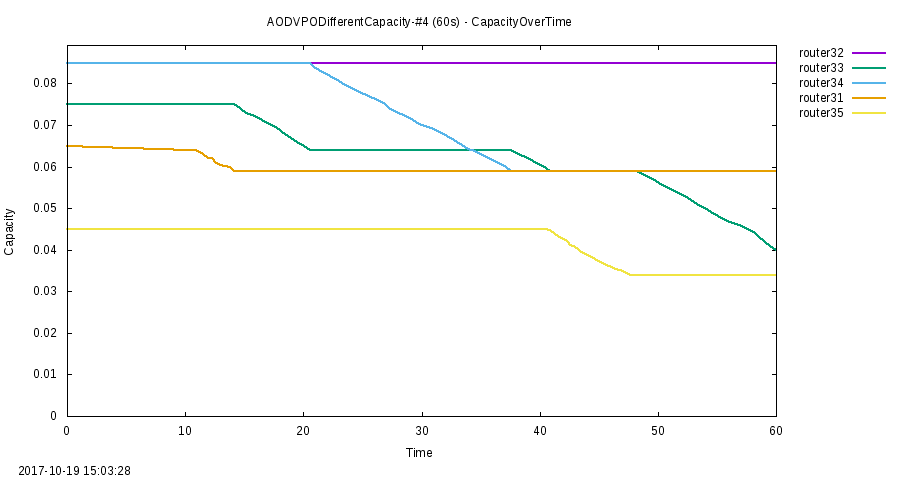 AODVPODifferentCapacity-#4 (60s) - CapacityOverTime
router32
router33
router34
router31
router35
0.08
0.07
0.06
0.05
0.04
0.03
0.02
0.01
0
Capacity
0 10 20 30 40 50 60
Time
2017-10-19 15:03:28